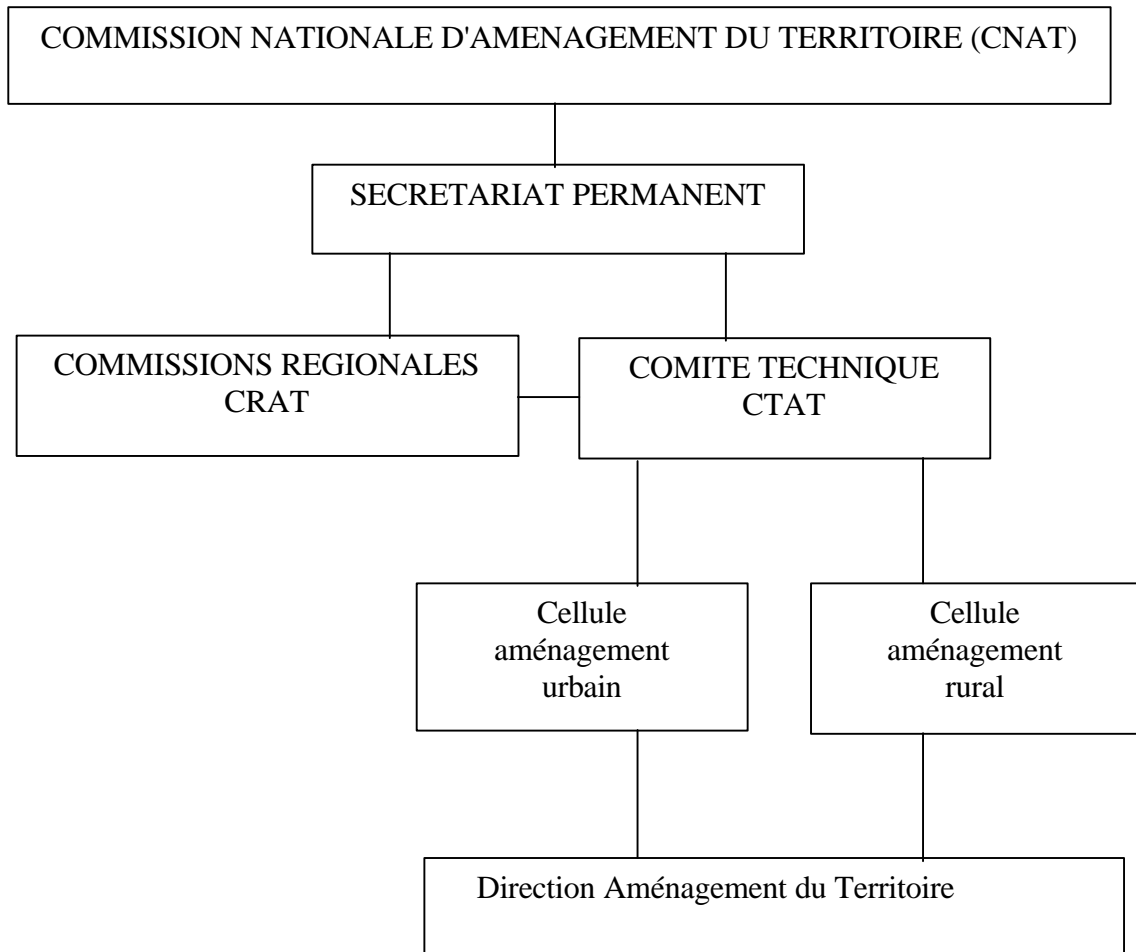 COMMISSION NATIONALE D'AMENAGEMENT DU TERRITOIRE (CNAT)
SECRETARIAT PERMANENT
COMMISSIONS REGIONALES
CRAT
COMITE TECHNIQUE
CTAT
Cellule
aménagement
urbain
Cellule
aménagement
rural
Direction Aménagement du Territoire